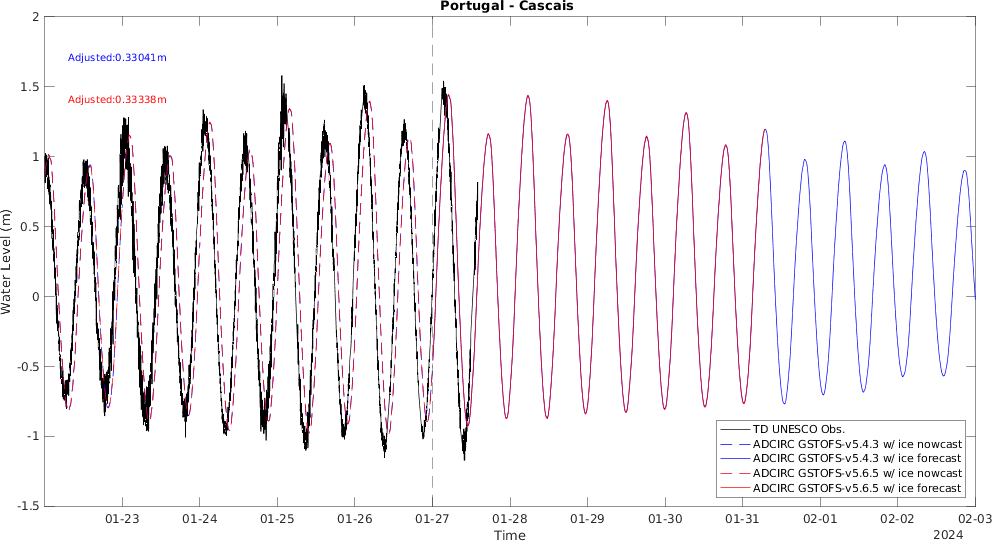 Portugal - Cascais
Adjusted:0.33041m
Adjusted:0.33338m
Water Level (m)
2
1.5
1
0.5
0
-0.5
-1
-1.5
TD UNESCO Obs.
ADCIRC GSTOFS-v5.4.3 w/ ice nowcast
ADCIRC GSTOFS-v5.4.3 w/ ice forecast
ADCIRC GSTOFS-v5.6.5 w/ ice nowcast
ADCIRC GSTOFS-v5.6.5 w/ ice forecast
01-23 01-24 01-25 01-26 01-27 01-28 01-29 01-30 01-31 02-01 02-02 02-03
Time
2024